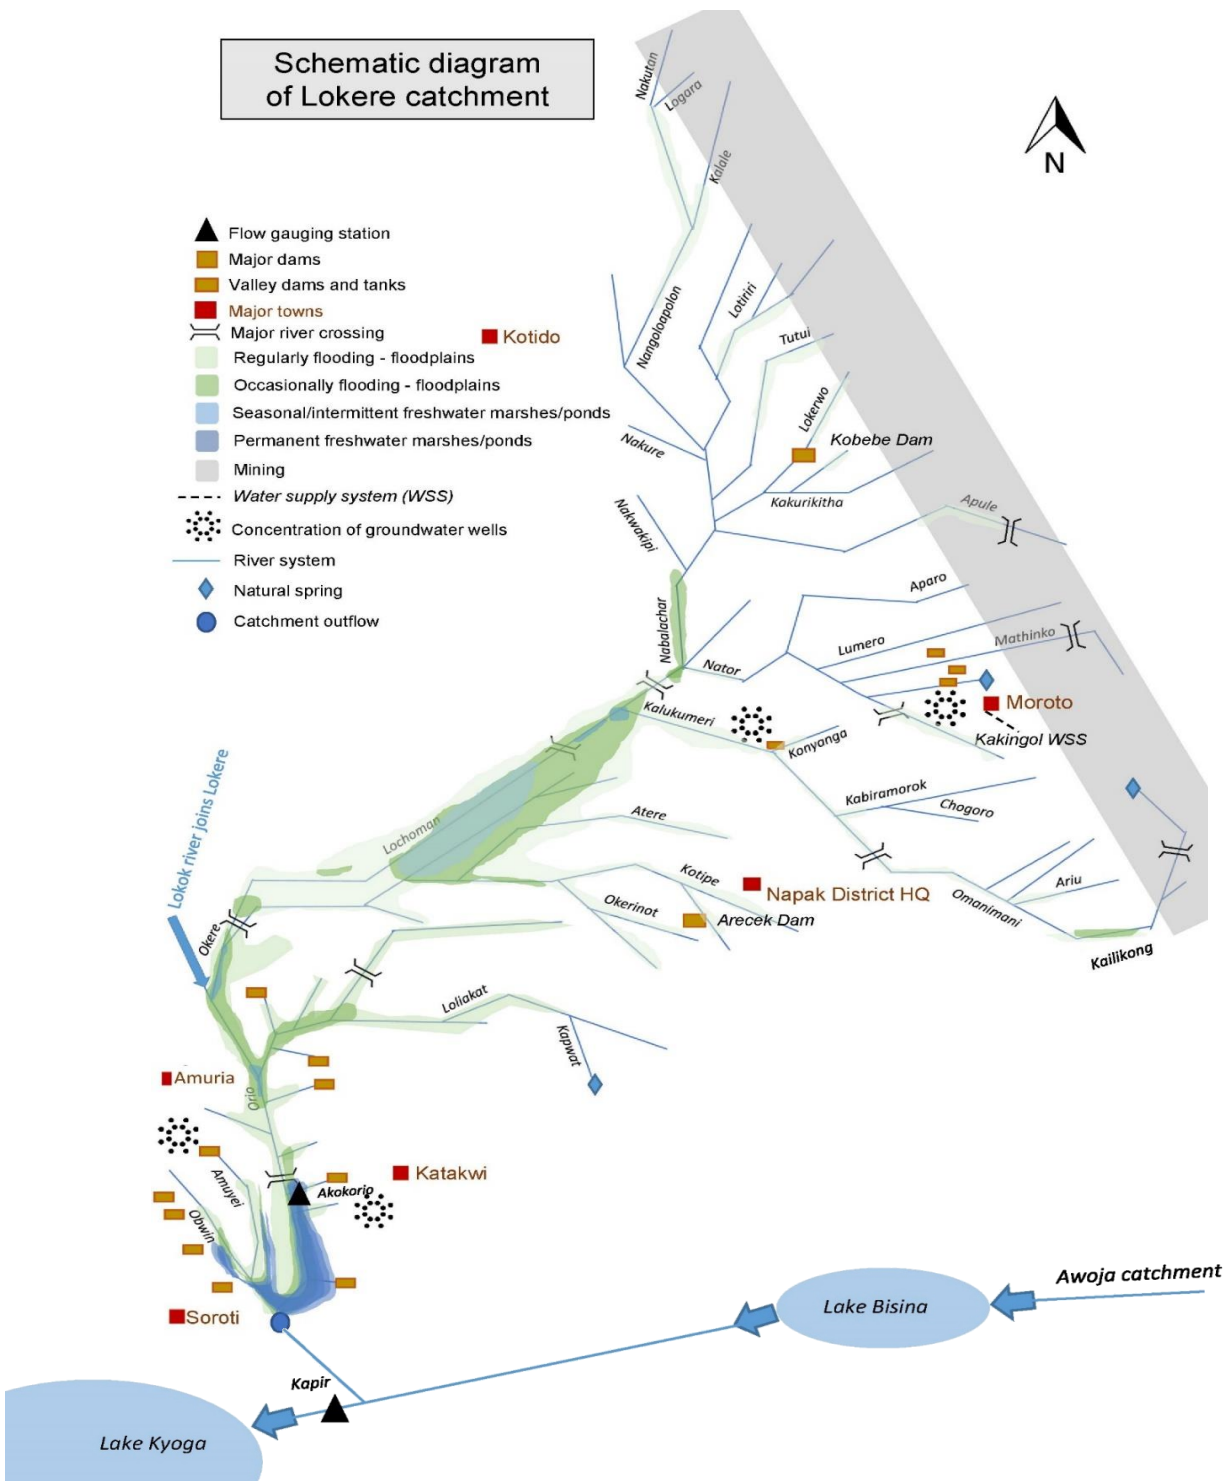 Schematic diagram
of Lokere catchment
N
Flow gauging station
Major dams
Valley dams and tanks
Major towns
Major river crossing
Regularly flooding - floodplains
Occasionally flooding - floodplains
Seasonal/intermittent freshwater marshes/ponds
Permanent freshwater marshes/ponds
Mining
Water supply system (WSS)
Concentration of groundwater wells
River system
Natural spring
Catchment outflow
Kotido
Nakutan
Logara
Kalale
Nangoloapolon
Lotiriri
Tutui
Lokerwo
Kobebe Dam
Nakure
Kakurikitha
Nakwakipi
Apule
Aparo
Nabalachar
Lumero
Mathinko
Nator
Moroto
Kalukumeri
Konyanga
Kakingol WSS
Kabiramorok
Chogoro
Lokok river joins Lokere
Lochoman
Atere
Kotipe
Napak District HQ
Ariu
Okerinot
Arecek Dam
Omanimani
Kailikong
Okere
Loliakat
Kapwat
Amuria
Orio
Katakwi
Amuyei
Akokorio
Obwin
Soroti
Awoja catchment
Lake Bisina
Kapir
Lake Kyoga